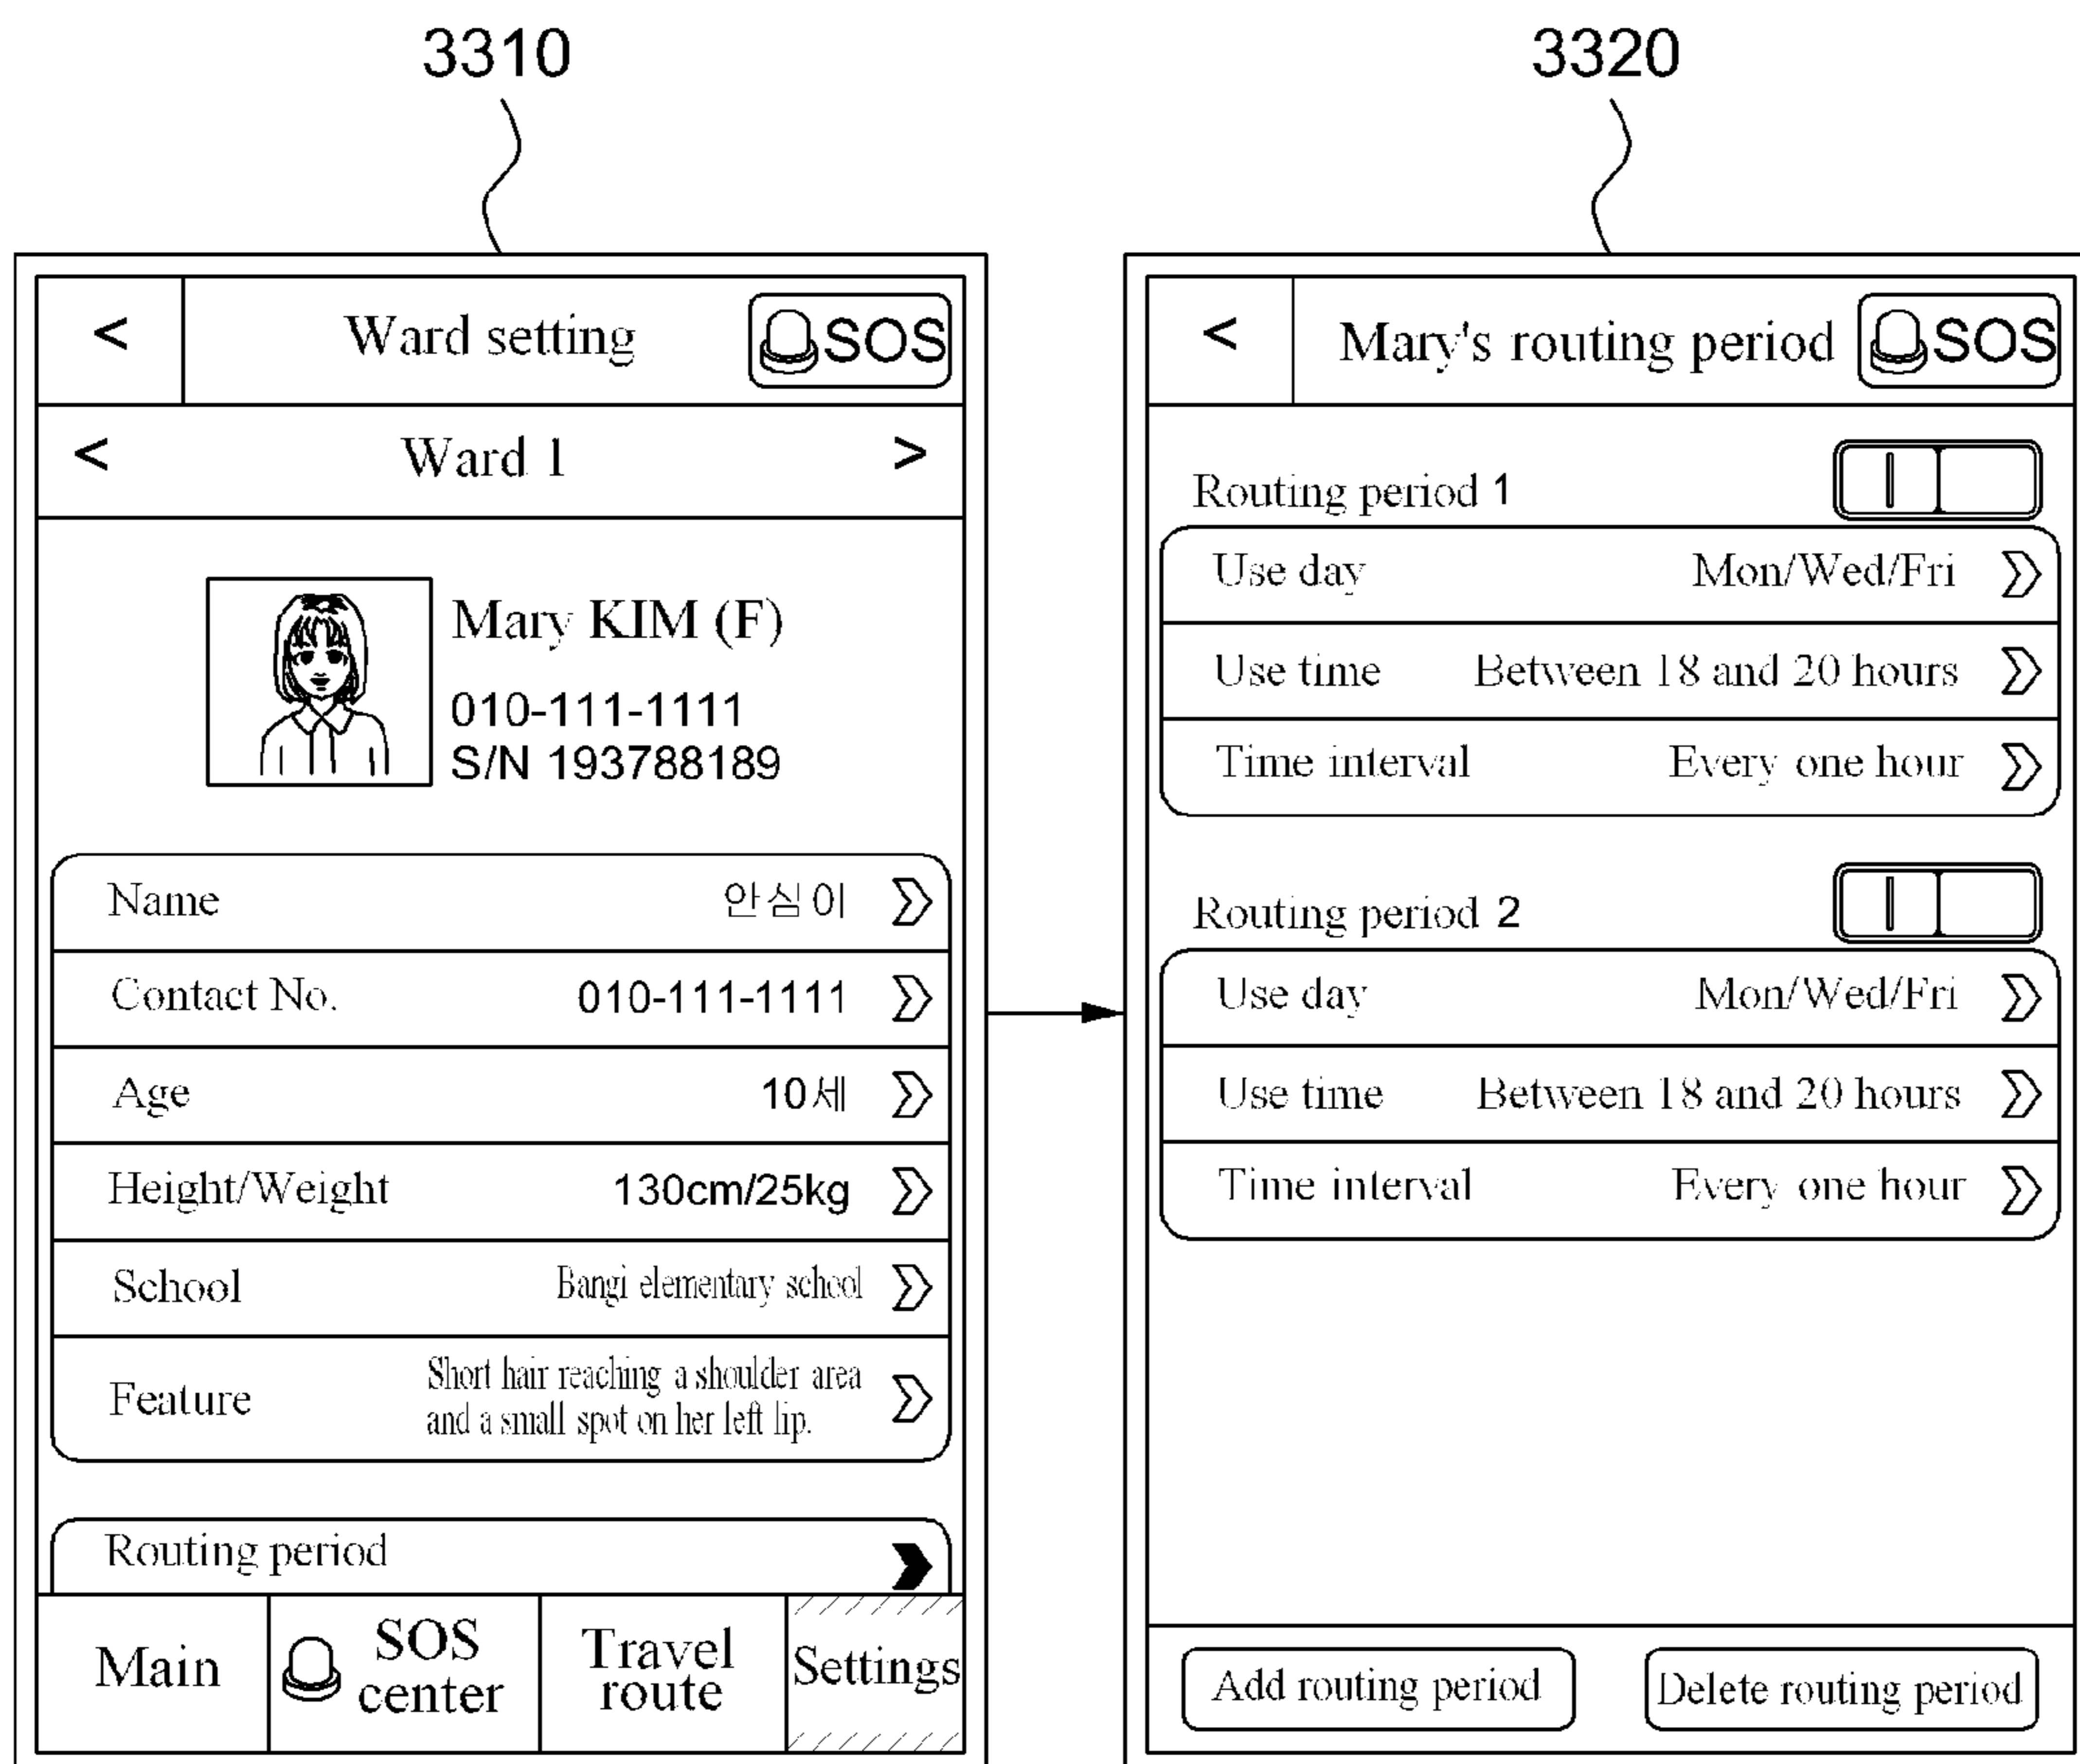 3310
< Ward setting SOS
< Ward 1 >
Mary KIM (F)
010-111-1111
S/N 193788189
Name 안심이
Contact No. 010-111-1111
Age 10세
Height/Weight 130cm/25kg
School Bangi elementary school
Feature Short hair reaching a shoulder area
and a small spot on her left lip.
Routing period
Main
SOS
center
Travel
route
Settings
3320
< Mary's routing period SOS
Routing period 1
Use day Mon/Wed/Fri
Use time Between 18 and 20 hours
Time interval Every one hour
Routing period 2
Use day Mon/Wed/Fri
Use time Between 18 and 20 hours
Time interval Every one hour
Add routing period Delete routing period